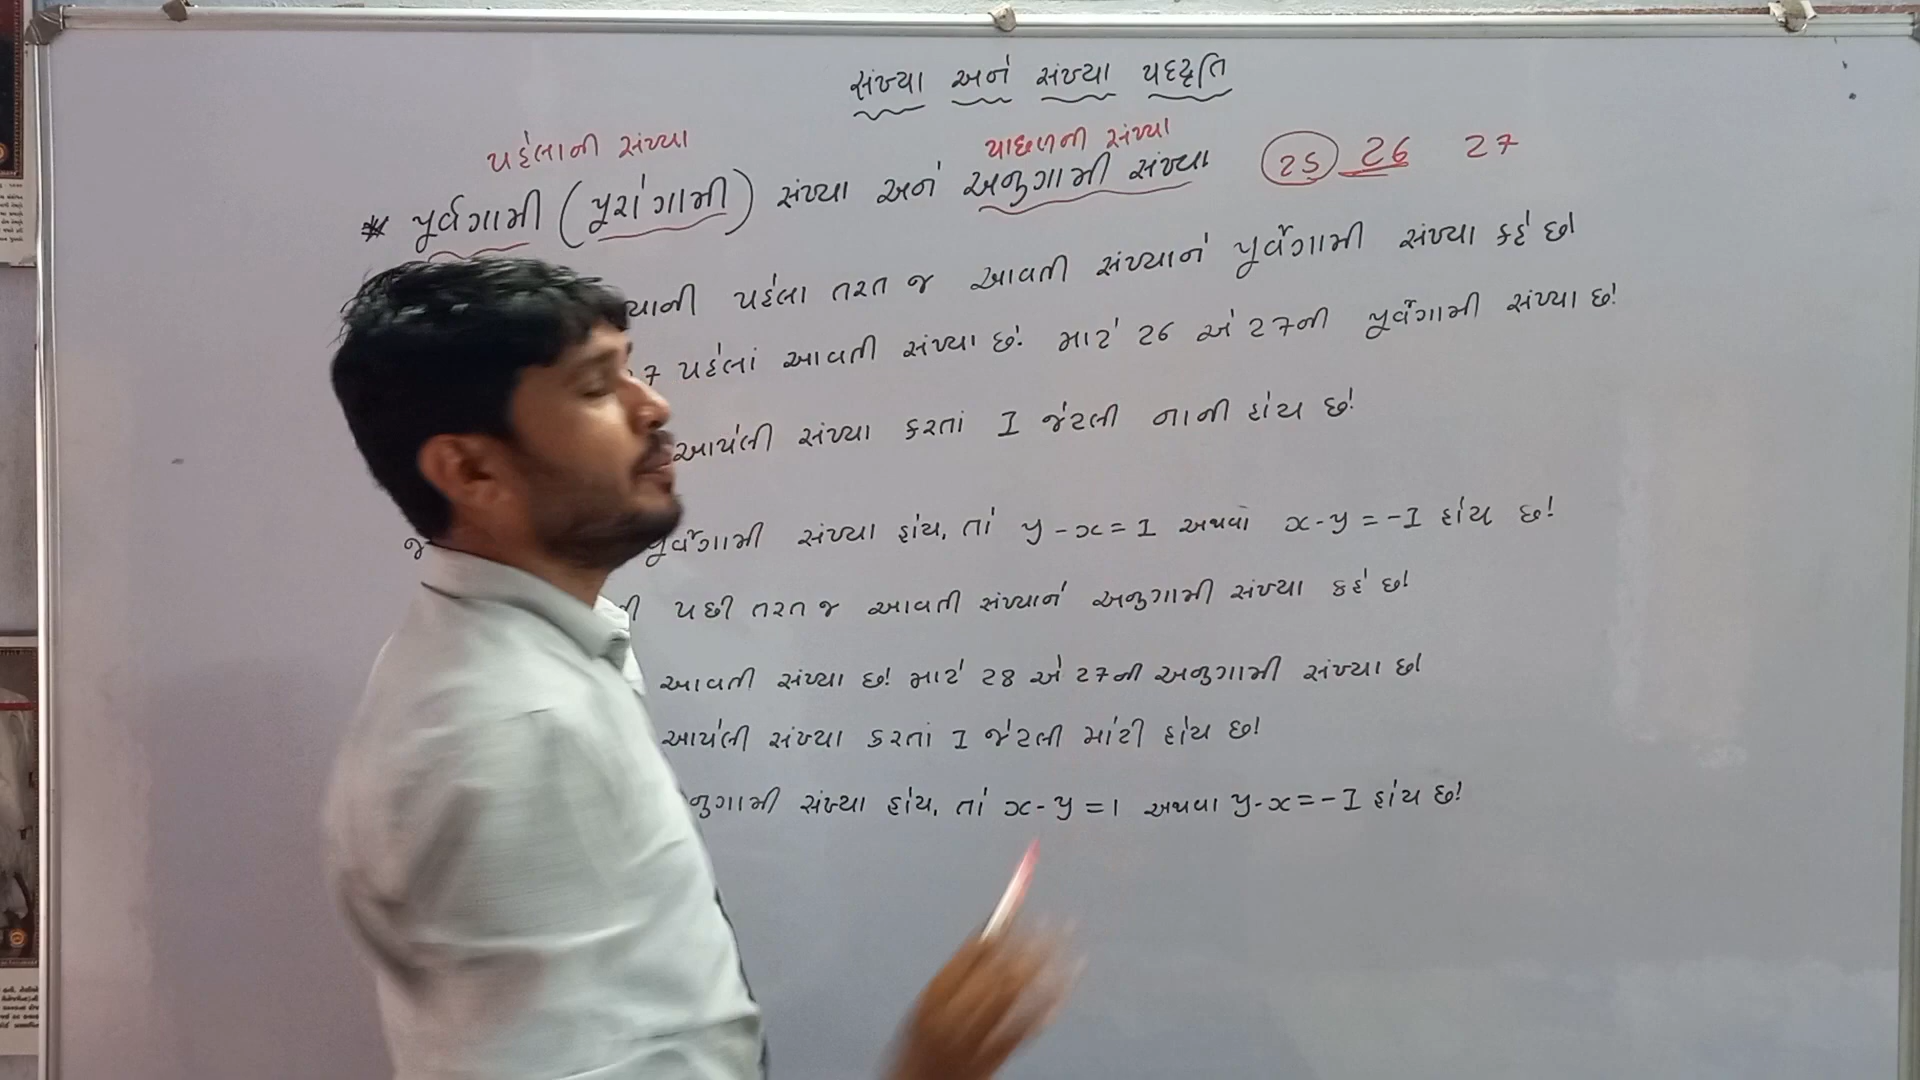 સંખ્યા અને સંખ્યા પદ્ધતિ
પહેલાની સંખ્યા પાછળની સંખ્યા
* પૂર્વગામી (પુરોગામી) સંખ્યા અને અનુગામી સંખ્યા 25 26 27
પહેલા તરત જ આવતી સંખ્યાને પૂર્વગામી સંખ્યા કહે છે।
પહેલાં આવતી સંખ્યા છે! માટે 26 એ 27ની પૂર્વગામી સંખ્યા છે!
આપેલી સંખ્યા કરતાં 1 જેટલી નાની હોય છે!
પૂર્વગામી સંખ્યા હોય, તો y - x = 1 અથવા x - y = -1 હોય છે!
પછી તરત જ આવતી સંખ્યાને અનુગામી સંખ્યા કહે છે!
આવતી સંખ્યા છે! માટે 28 એ 27ની અનુગામી સંખ્યા છે।
આપેલી સંખ્યા કરતાં 1 જેટલી મોટી હોય છે!
સંખ્યા હોય, તો x - y = 1 અથવા y - x = -1 હોય છે!